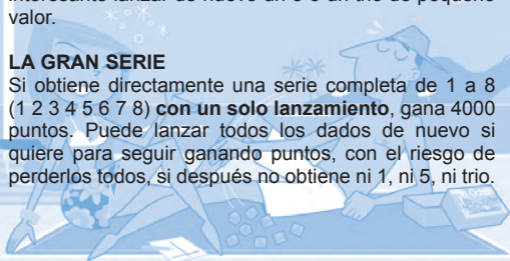 valor.
LA GRAN SERIE
Si obtiene directamente una serie completa de 1 a 8
(1 2 3 4 5 6 7 8) con un solo lanzamiento, gana 4000
puntos. Puede lanzar todos los dados de nuevo si
quiere para seguir ganando puntos, con el riesgo de
perderlos todos, si después no obtiene ni 1, ni 5, ni trio.